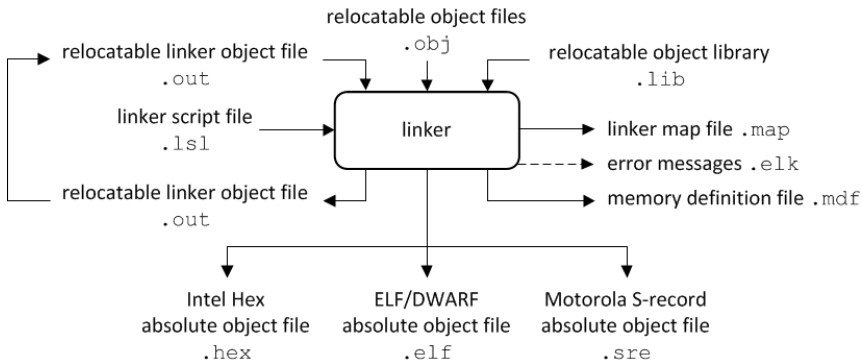 relocatable object files
.obj
relocatable linker object file
.out
relocatable object library
.lib
linker script file
.lsl
linker
linker map file .map
error messages .elk
memory definition file .mdf
relocatable linker object file
.out
Intel Hex
absolute object file
.hex
ELF/DWARF
absolute object file
.elf
Motorola S-record
absolute object file
.sre